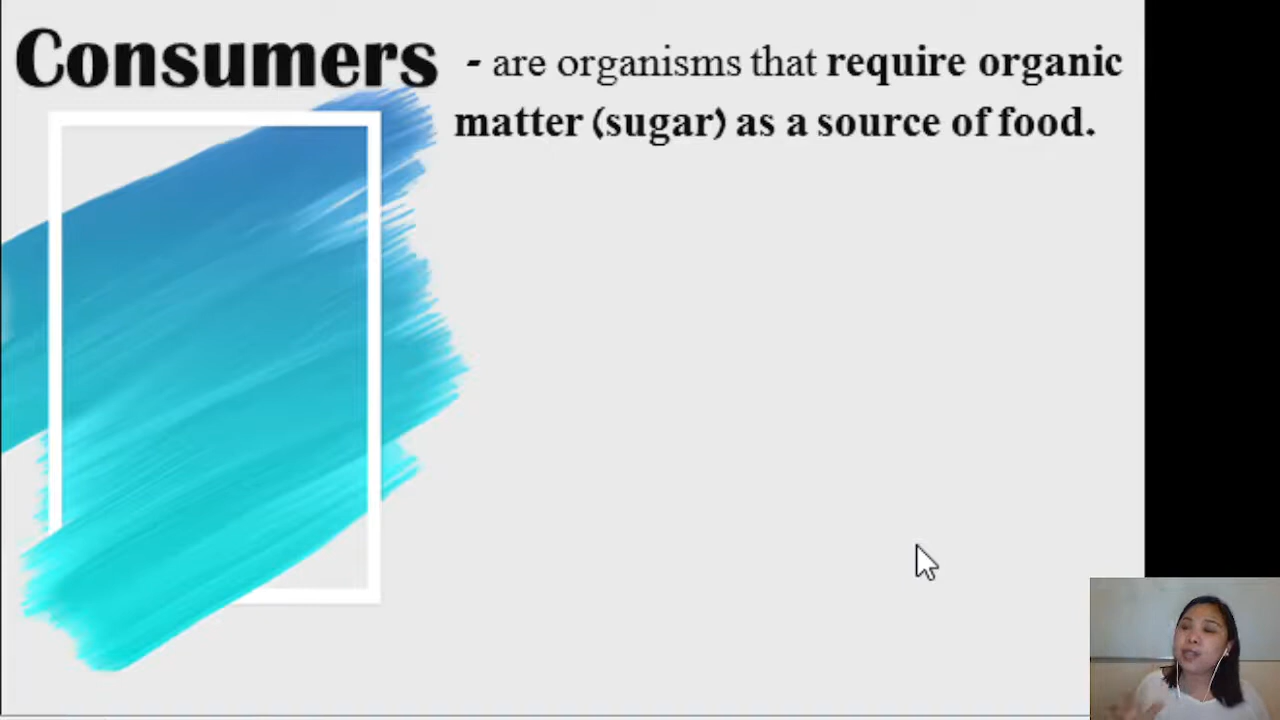 Consumers
- are organisms that require organic
matter (sugar) as a source of food.